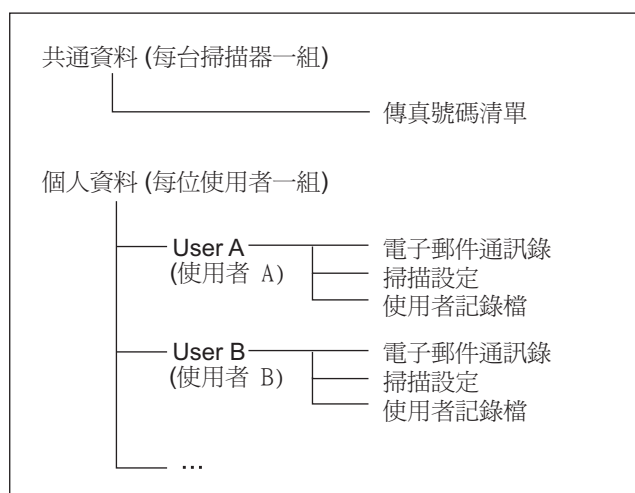 共通資料 (每台掃描器一組)
傳真號碼清單
個人資料 (每位使用者一組)
User A
(使用者 A)
電子郵件通訊錄
掃描設定
使用者記錄檔
User B
(使用者 B)
電子郵件通訊錄
掃描設定
使用者記錄檔
...